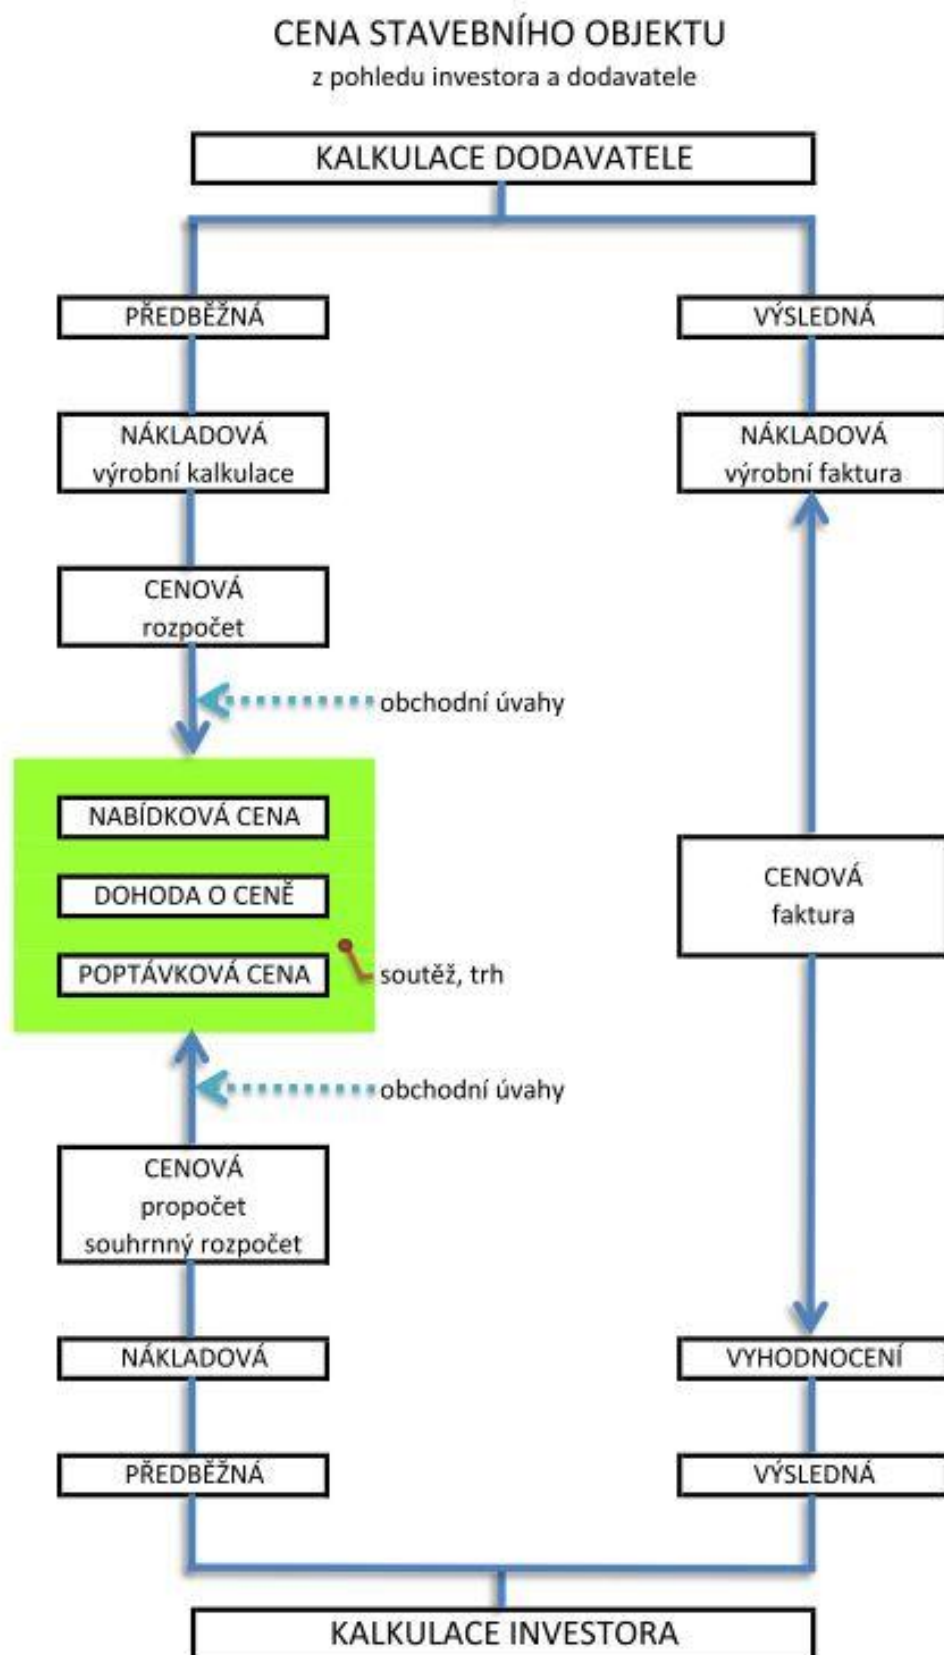 CENA STAVEBNÍHO OBJEKTU
z pohledu investora a dodavatele
KALKULACE DODAVATELE
PŘEDBĚŽNÁ
VÝSLEDNÁ
NÁKLADOVÁ
výrobní kalkulace
NÁKLADOVÁ
výrobní faktura
CENOVÁ
rozpočet
obchodní úvahy
NABÍDKOVÁ CENA
DOHODA O CENĚ
POPTÁVKOVÁ CENA
soutěž, trh
CENOVÁ
faktura
obchodní úvahy
CENOVÁ
propočet
souhrnný rozpočet
NÁKLADOVÁ
VYHODNOCENÍ
PŘEDBĚŽNÁ
VÝSLEDNÁ
KALKULACE INVESTORA